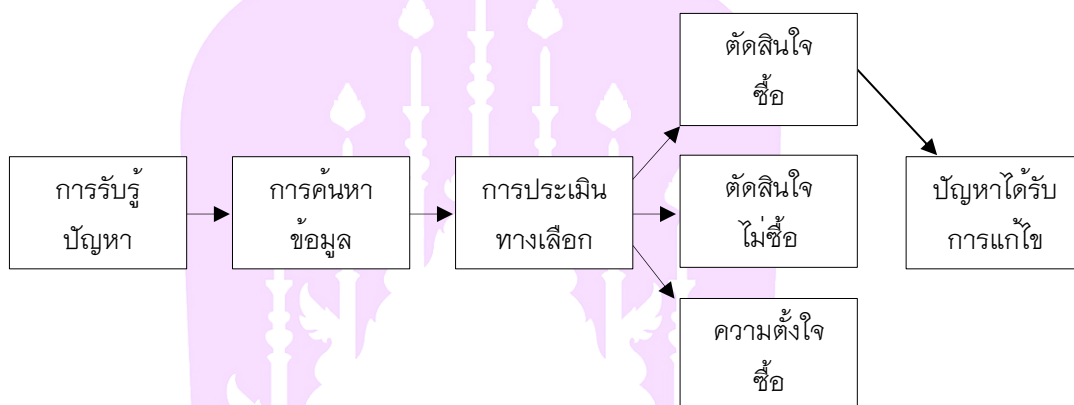 การรับรู้
ปัญหา
การค้นหา
ข้อมูล
การประเมิน
ทางเลือก
ตัดสินใจ
ซื้อ
ตัดสินใจ
ไม่ซื้อ
ความตั้งใจ
ซื้อ
ปัญหาได้รับ
การแก้ไข